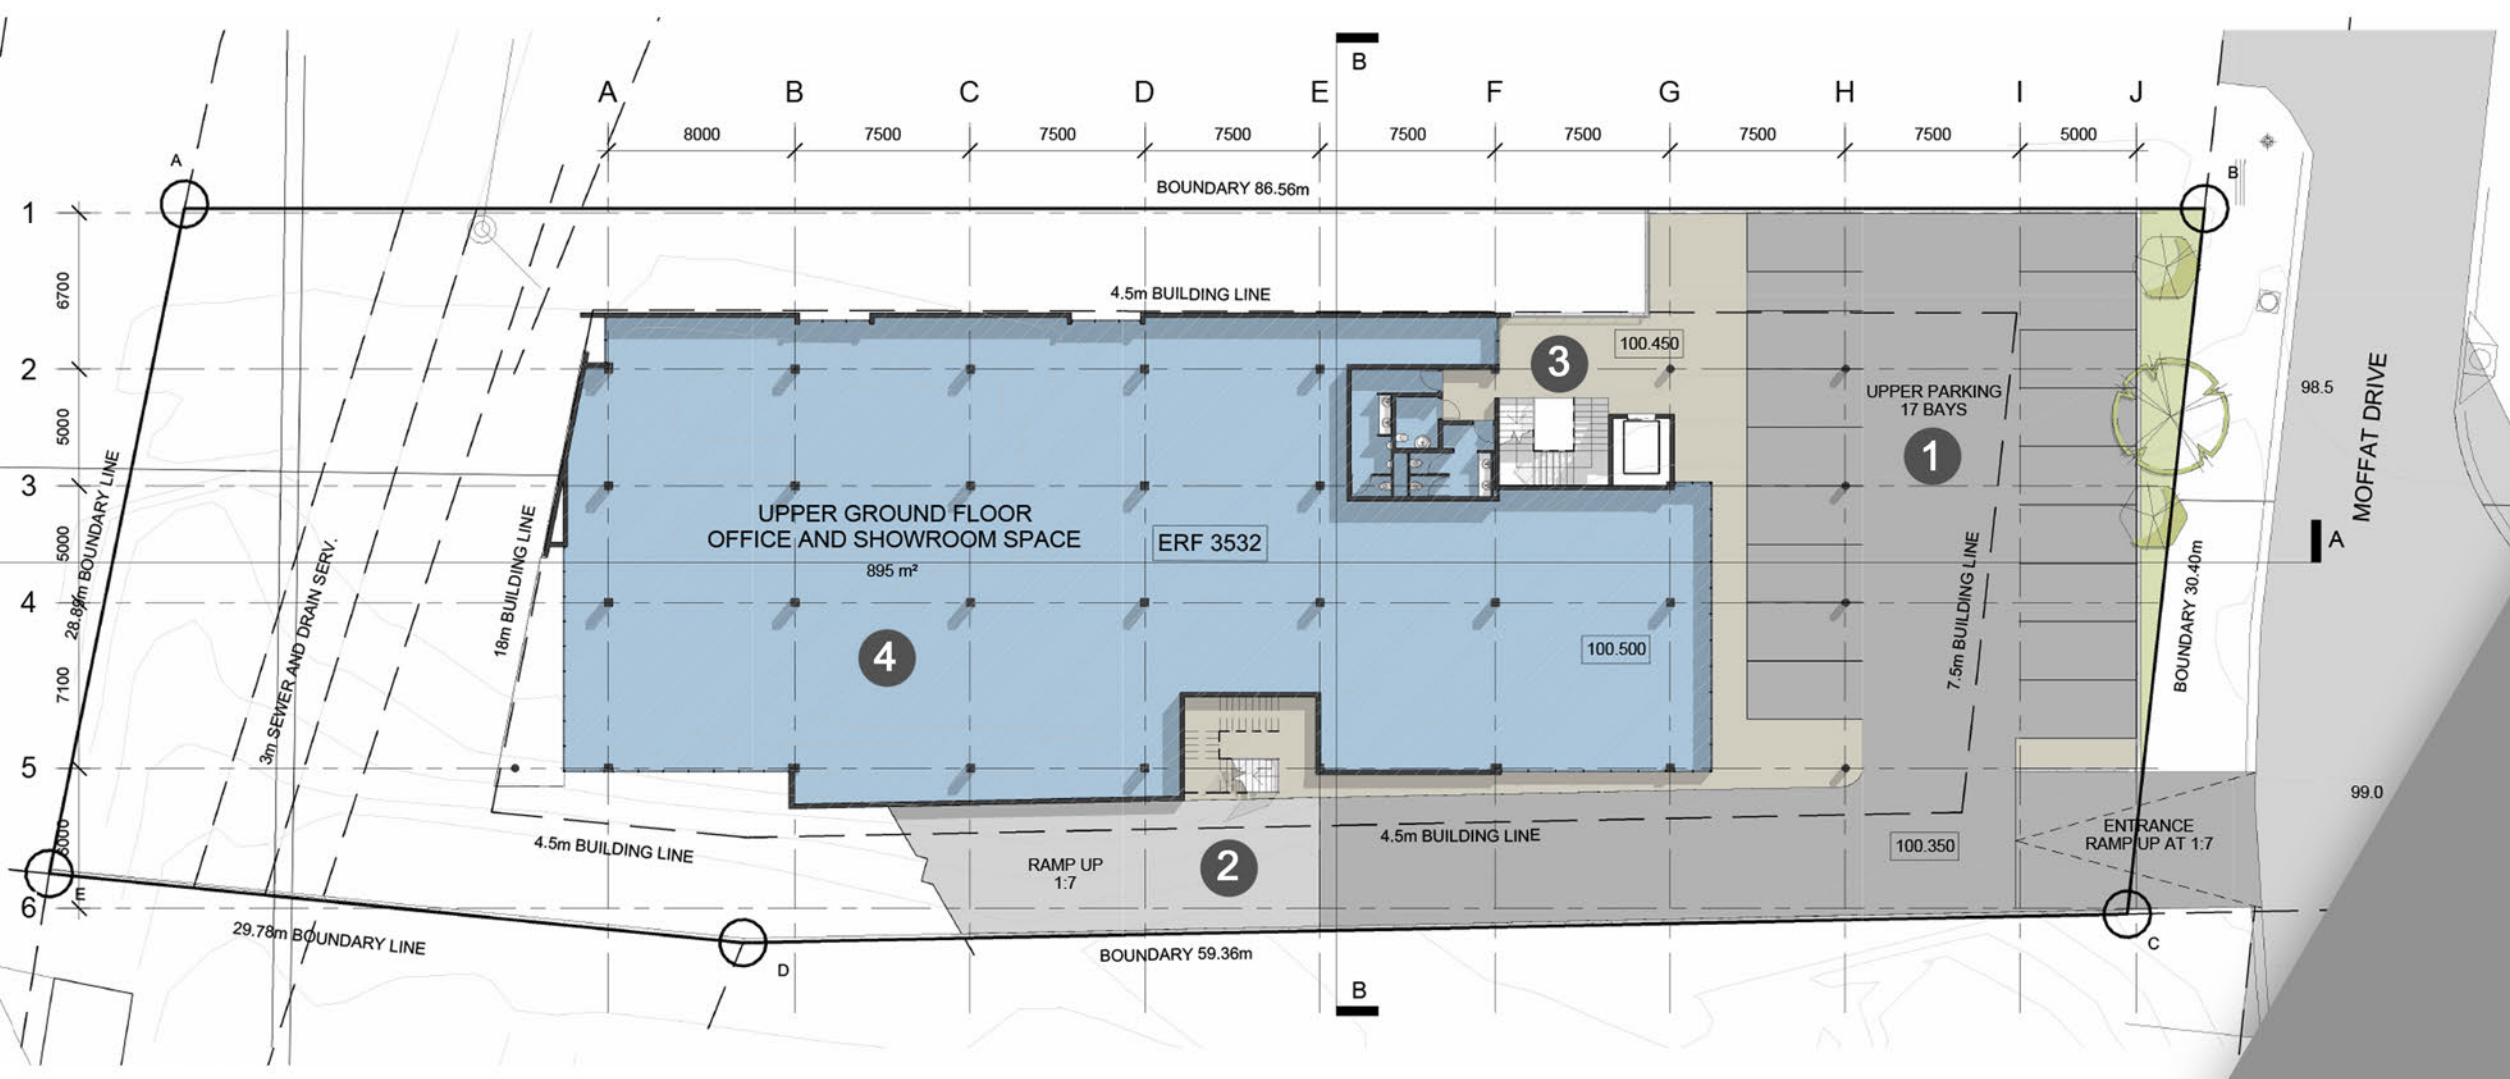 B
A
B
C
D
E
F
G
H
I
J
8000
7500
7500
7500
7500
7500
7500
7500
5000
A
B
BOUNDARY 86.56m
1
6700
4.5m BUILDING LINE
2
3
100.450
UPPER PARKING
17 BAYS
98.5
MOFFAT DRIVE
5000
1
28.89m BOUNDARY LINE
3
UPPER GROUND FLOOR
OFFICE AND SHOWROOM SPACE
ERF 3532
895 m²
5000
18m BUILDING LINE
3m SEWER AND DRAIN SERV.
7.5m BUILDING LINE
BOUNDARY 30.40m
A
4
7100
4
100.500
5
99.0
6000
4.5m BUILDING LINE
4.5m BUILDING LINE
RAMP UP
1:7
2
100.350
ENTRANCE
RAMP UP AT 1:7
E
6
29.78m BOUNDARY LINE
D
BOUNDARY 59.36m
C
B